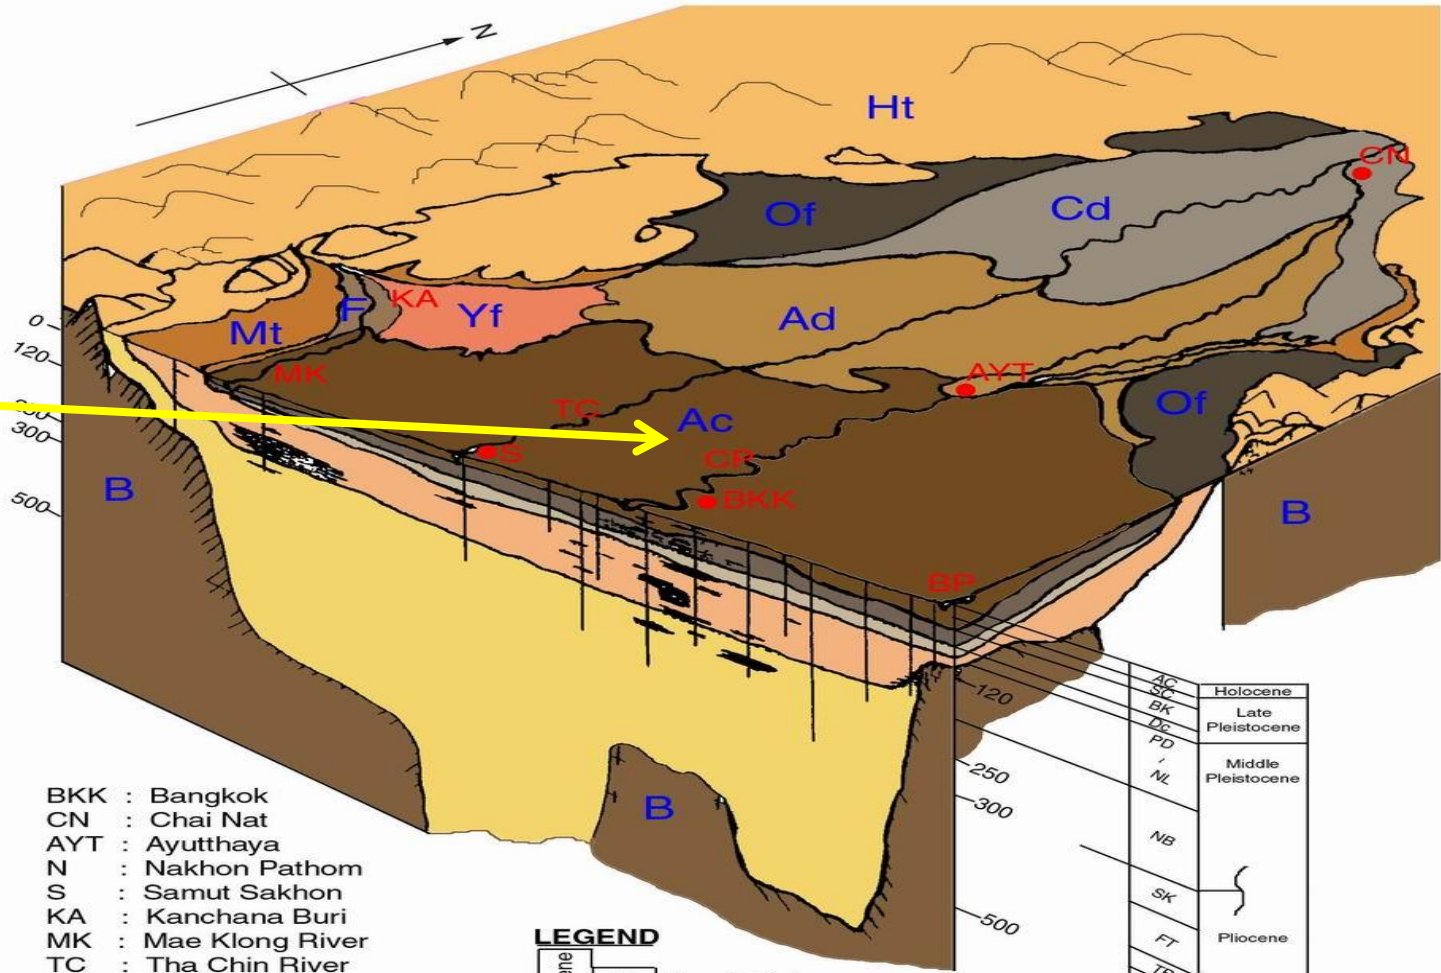 N
Ht
CN
Of
Cd
F
KA
Yf
Ad
Mt
0
120
MK
AYT
TC
Ac
Of
300
S
CP
BKK
B
500
B
BP
120
250
300
500
B
AC
SC
BK
Dc
PD
NL
NB
SK
FT
Holocene
Late
Pleistocene
Middle
Pleistocene
Pliocene
BKK : Bangkok
CN : Chai Nat
AYT : Ayutthaya
N : Nakhon Pathom
S : Samut Sakhon
KA : Kanchana Buri
MK : Mae Klong River
TC : Tha Chin River
LEGEND